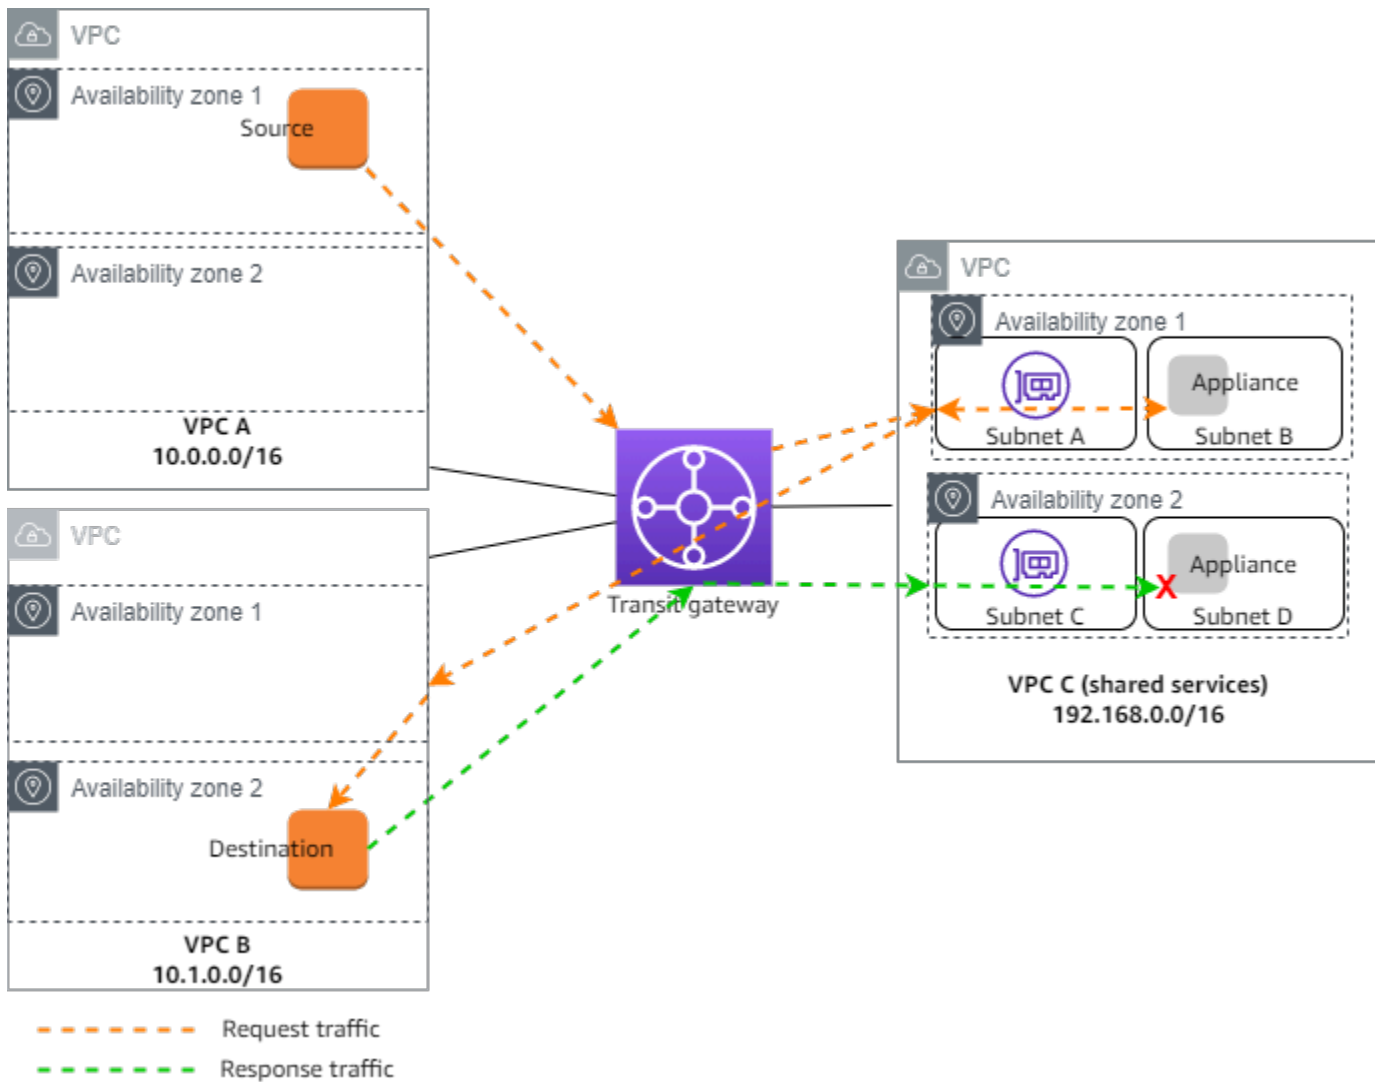 VPC
Availability zone 1
Source
Availability zone 2
VPC A
10.0.0.0/16
VPC
Availability zone 1
Availability zone 2
Destination
VPC B
10.1.0.0/16
Transit gateway
VPC
Availability zone 1
Appliance
Subnet A
Subnet B
Availability zone 2
Appliance
X
Subnet C
Subnet D
VPC C (shared services)
192.168.0.0/16
Request traffic
Response traffic